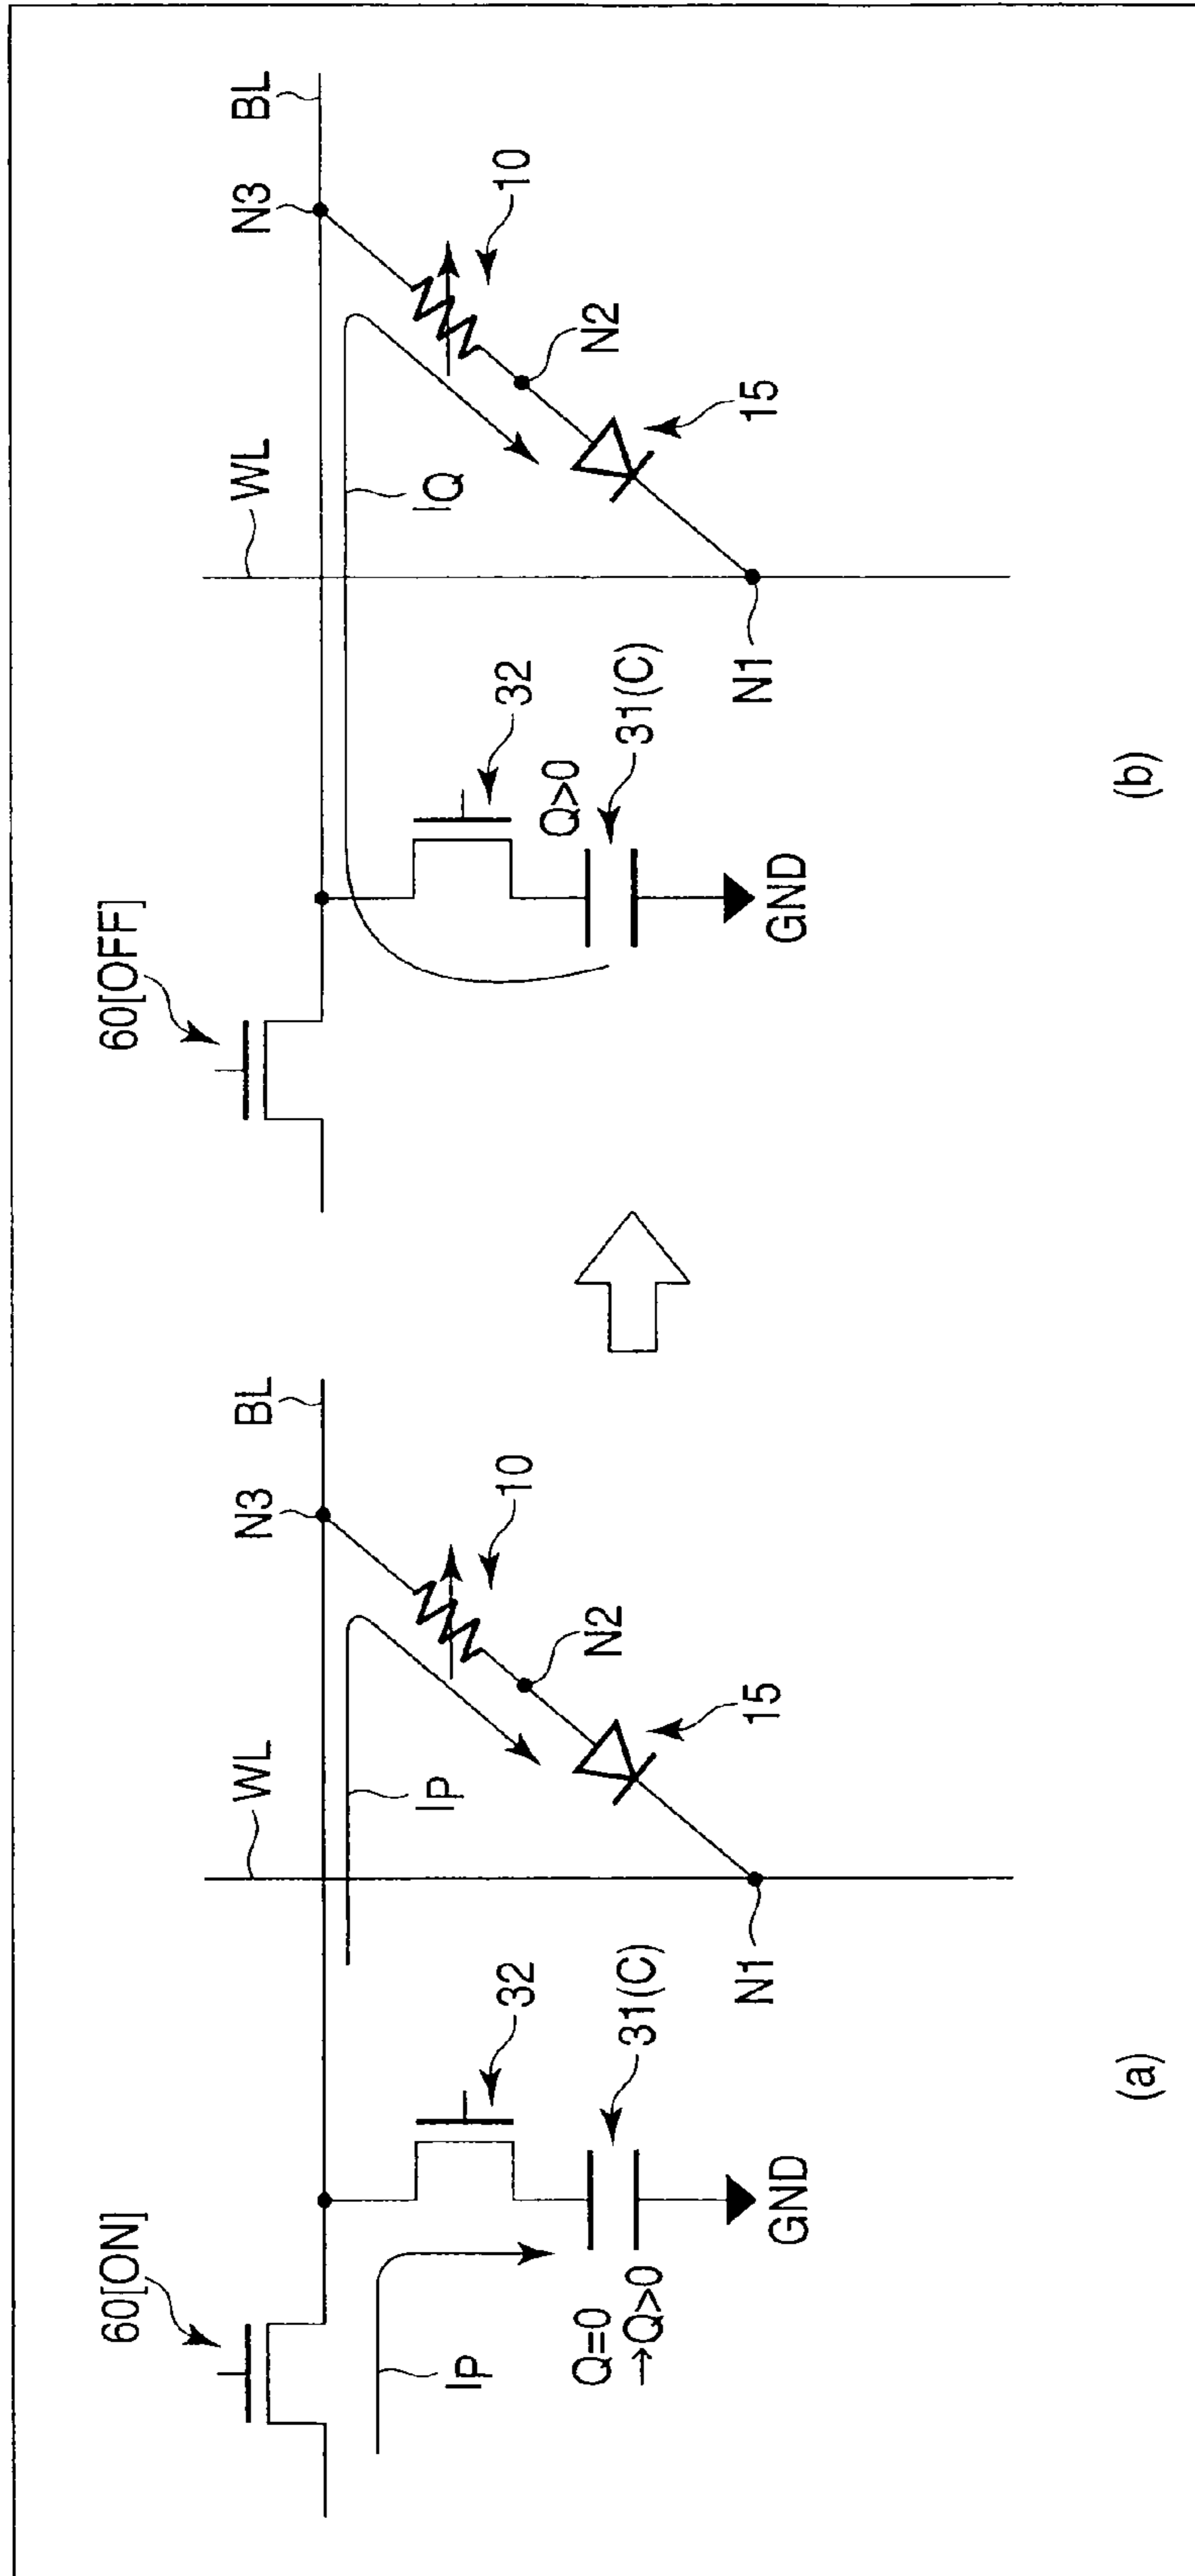 60[ON]
WL
N3
BL
IP
IP
32
10
N2
Q=0
→Q>0
31(C)
15
GND
N1
(a)
60[OFF]
WL
N3
BL
IQ
32
10
N2
Q>0
31(C)
15
GND
N1
(b)